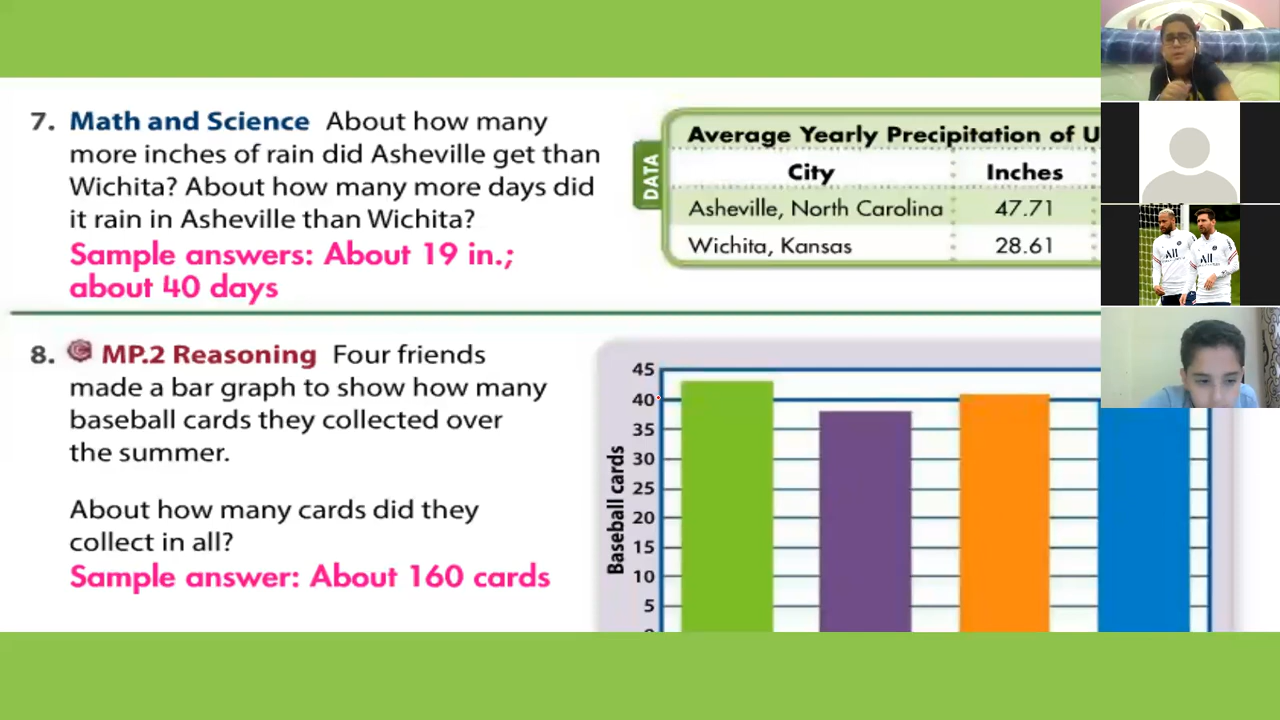 7. Math and Science About how many
more inches of rain did Asheville get than
Wichita? About how many more days did
it rain in Asheville than Wichita?
Sample answers: About 19 in.;
about 40 days
DATA
Average Yearly Precipitation of U
City Inches
Asheville, North Carolina 47.71
Wichita, Kansas 28.61
8. MP.2 Reasoning Four friends
made a bar graph to show how many
baseball cards they collected over
the summer.
About how many cards did they
collect in all?
Sample answer: About 160 cards
Baseball cards
45
40
35
30
25
20
15
10
5
All
All